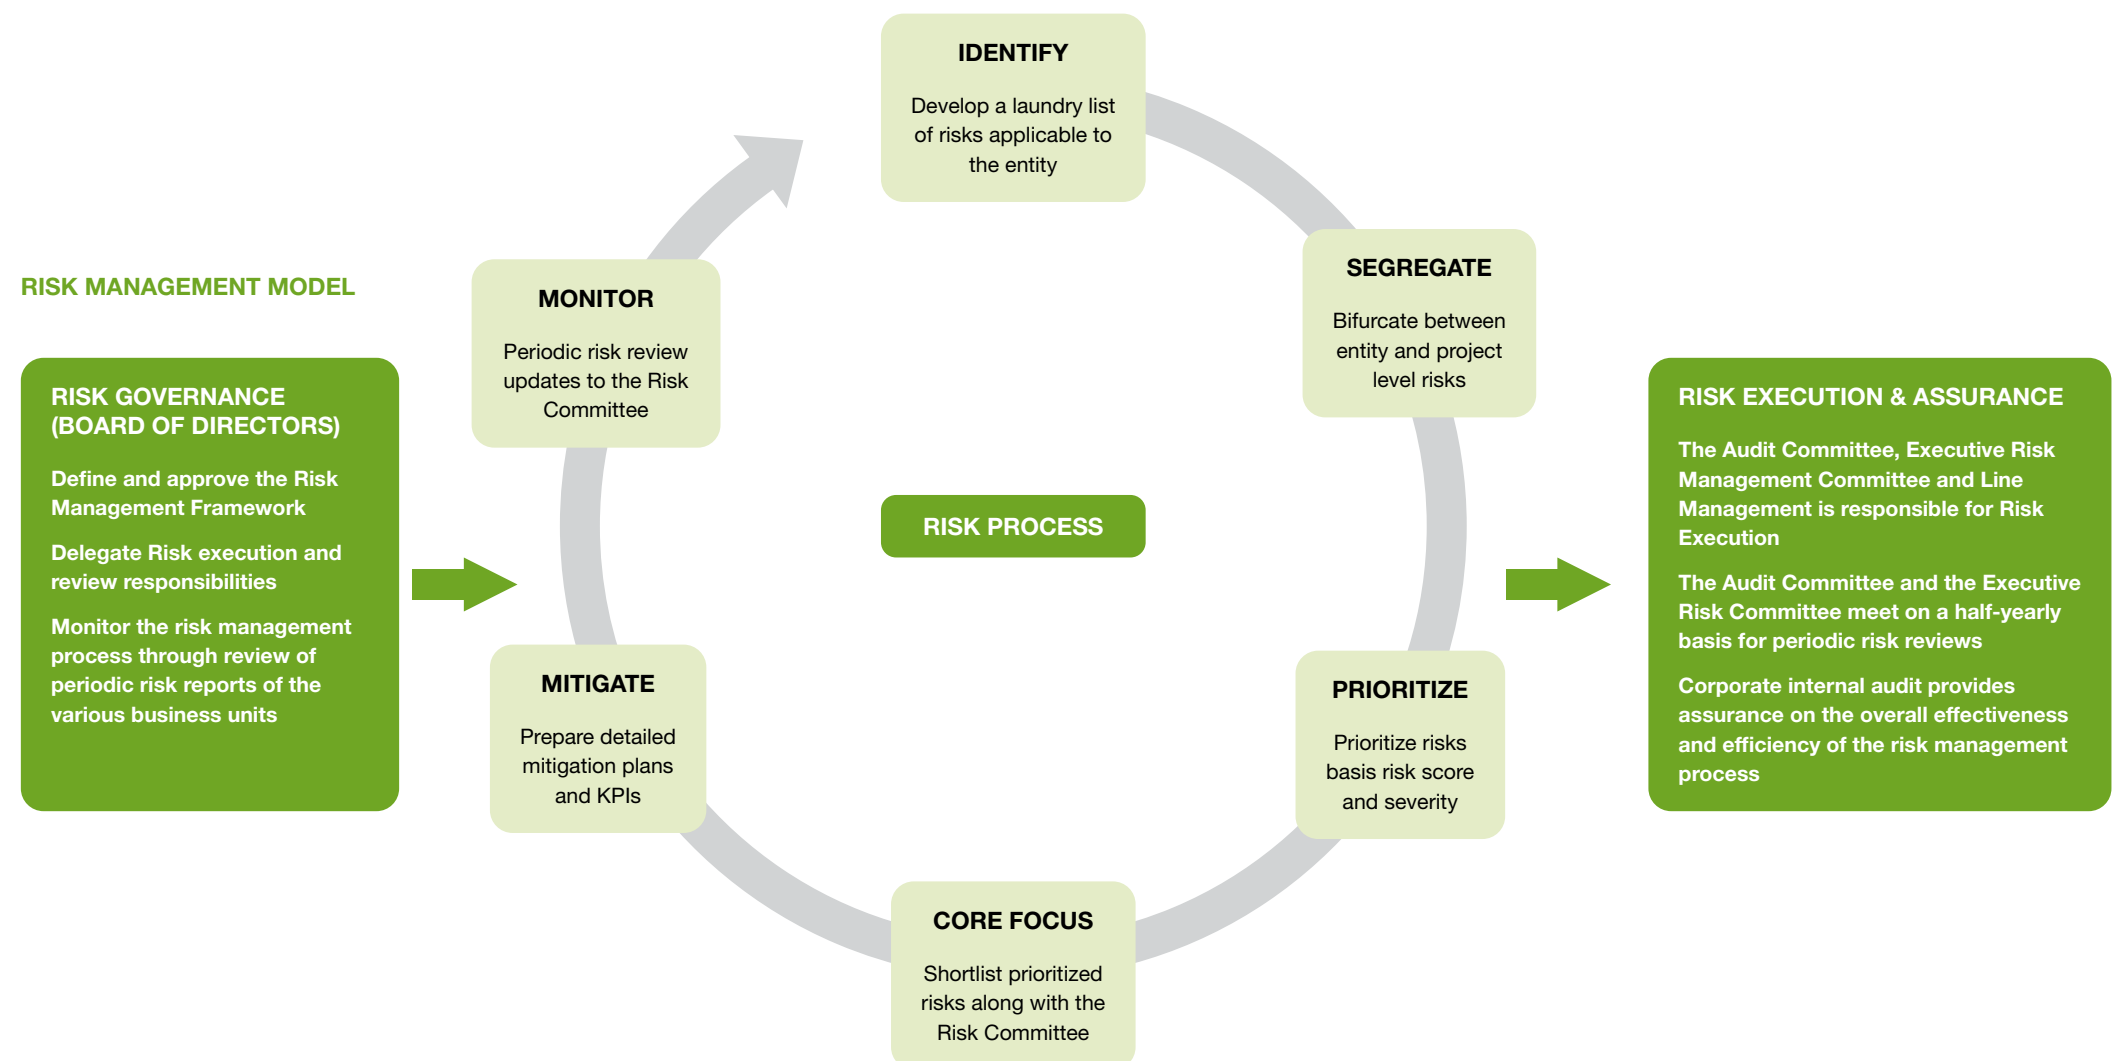 RISK MANAGEMENT MODEL
RISK GOVERNANCE
(BOARD OF DIRECTORS)
Define and approve the Risk
Management Framework
Delegate Risk execution and
review responsibilities
Monitor the risk management
process through review of
periodic risk reports of the
various business units
IDENTIFY
Develop a laundry list
of risks applicable to
the entity
SEGREGATE
Bifurcate between
entity and project
level risks
PRIORITIZE
Prioritize risks
basis risk score
and severity
CORE FOCUS
Shortlist prioritized
risks along with the
Risk Committee
MITIGATE
Prepare detailed
mitigation plans
and KPIs
MONITOR
Periodic risk review
updates to the Risk
Committee
RISK PROCESS
RISK EXECUTION & ASSURANCE
The Audit Committee, Executive Risk
Management Committee and Line
Management is responsible for Risk
Execution
The Audit Committee and the Executive
Risk Committee meet on a half-yearly
basis for periodic risk reviews
Corporate internal audit provides
assurance on the overall effectiveness
and efficiency of the risk management
process